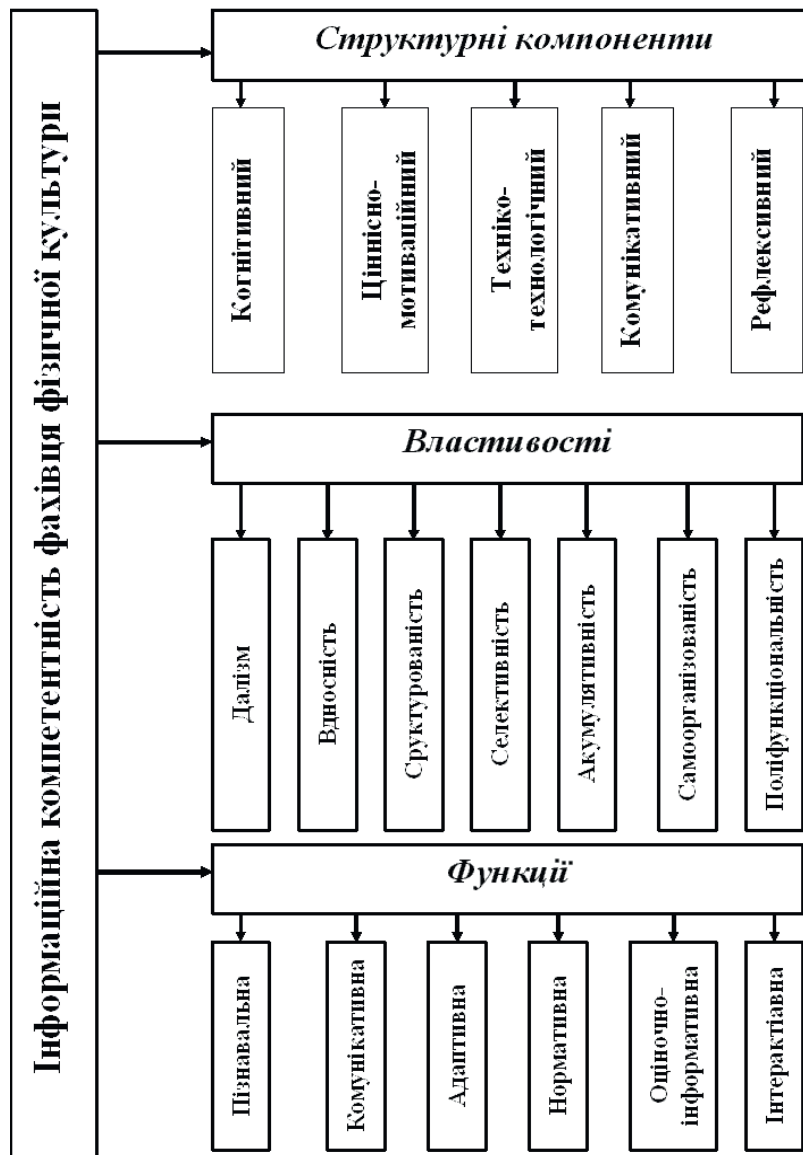 Інформаційна компетентність фахівця фізичної культури
Структурні компоненти
Когнітивний
Ціннісно-
мотиваційний
Техніко-
технологічний
Комунікативний
Рефлексивний
Властивості
Далізм
Вдносність
Сруктурованість
Селективність
Акумулятивність
Самоорганізованість
Поліфункціональність
Функції
Пізнавальна
Комунікативна
Адаптивна
Нормативна
Оціночно-
інформативна
Інтерактіавна